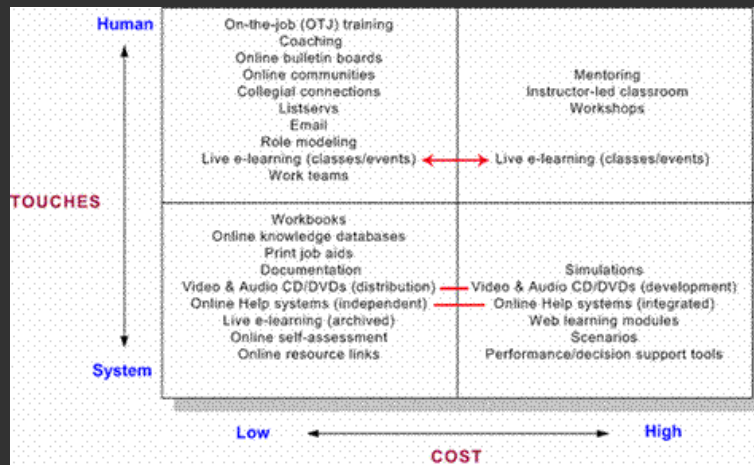 Human
On-the-job (OTJ) training
Coaching
Online bulletin boards
Online communities
Collegial connections
Listservs
Email
Role modeling
Live e-learning (classes/events)
Work teams
Mentoring
Instructor-led classroom
Workshops
Live e-learning (classes/events)
TOUCHES
Workbooks
Online knowledge databases
Print job aids
Documentation
Video & Audio CD/DVDs (distribution)
Online Help systems (independent)
Live e-learning (archived)
Online self-assessment
Online resource links
Simulations
Video & Audio CD/DVDs (development)
Online Help systems (integrated)
Web learning modules
Scenarios
Performance/decision support tools
System
Low
High
COST